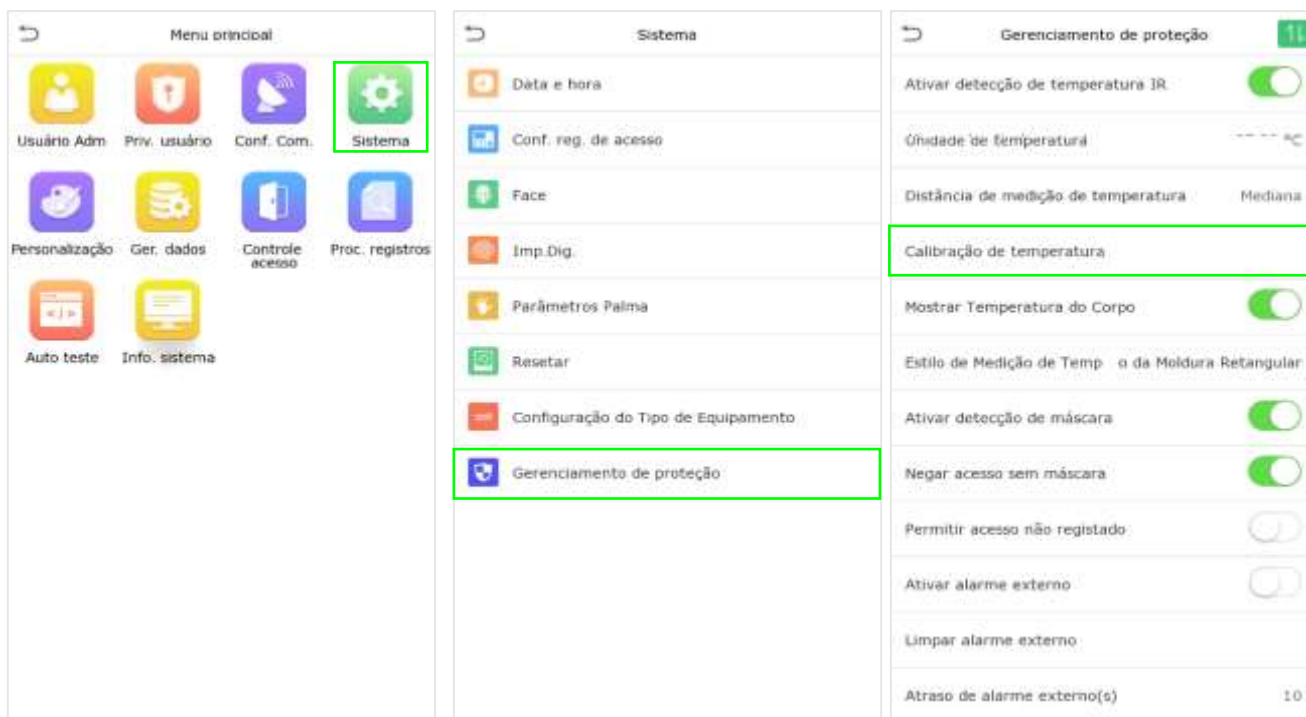 Menu principal
Usuário Adm
Priv. usuário
Conf. Com.
Sistema
Personalização
Ger. dados
Controle
acesso
Proc. registros
Auto teste
Info. sistema
Sistema
Data e hora
Conf. reg. de acesso
Face
Imp.Dig.
Parâmetros Palma
Resetar
Configuração do Tipo de Equipamento
Gerenciamento de proteção
Gerenciamento de proteção
Ativar detecção de temperatura IR
Unidade de temperatura ℃
Distância de medição de temperatura Mediana
Calibração de temperatura
Mostrar Temperatura do Corpo
Estilo de Medição de Temp o da Moldura Retangular
Ativar detecção de máscara
Negar acesso sem máscara
Permitir acesso não registado
Ativar alarme externo
Limpar alarme externo
Atraso de alarme externo(s) 10